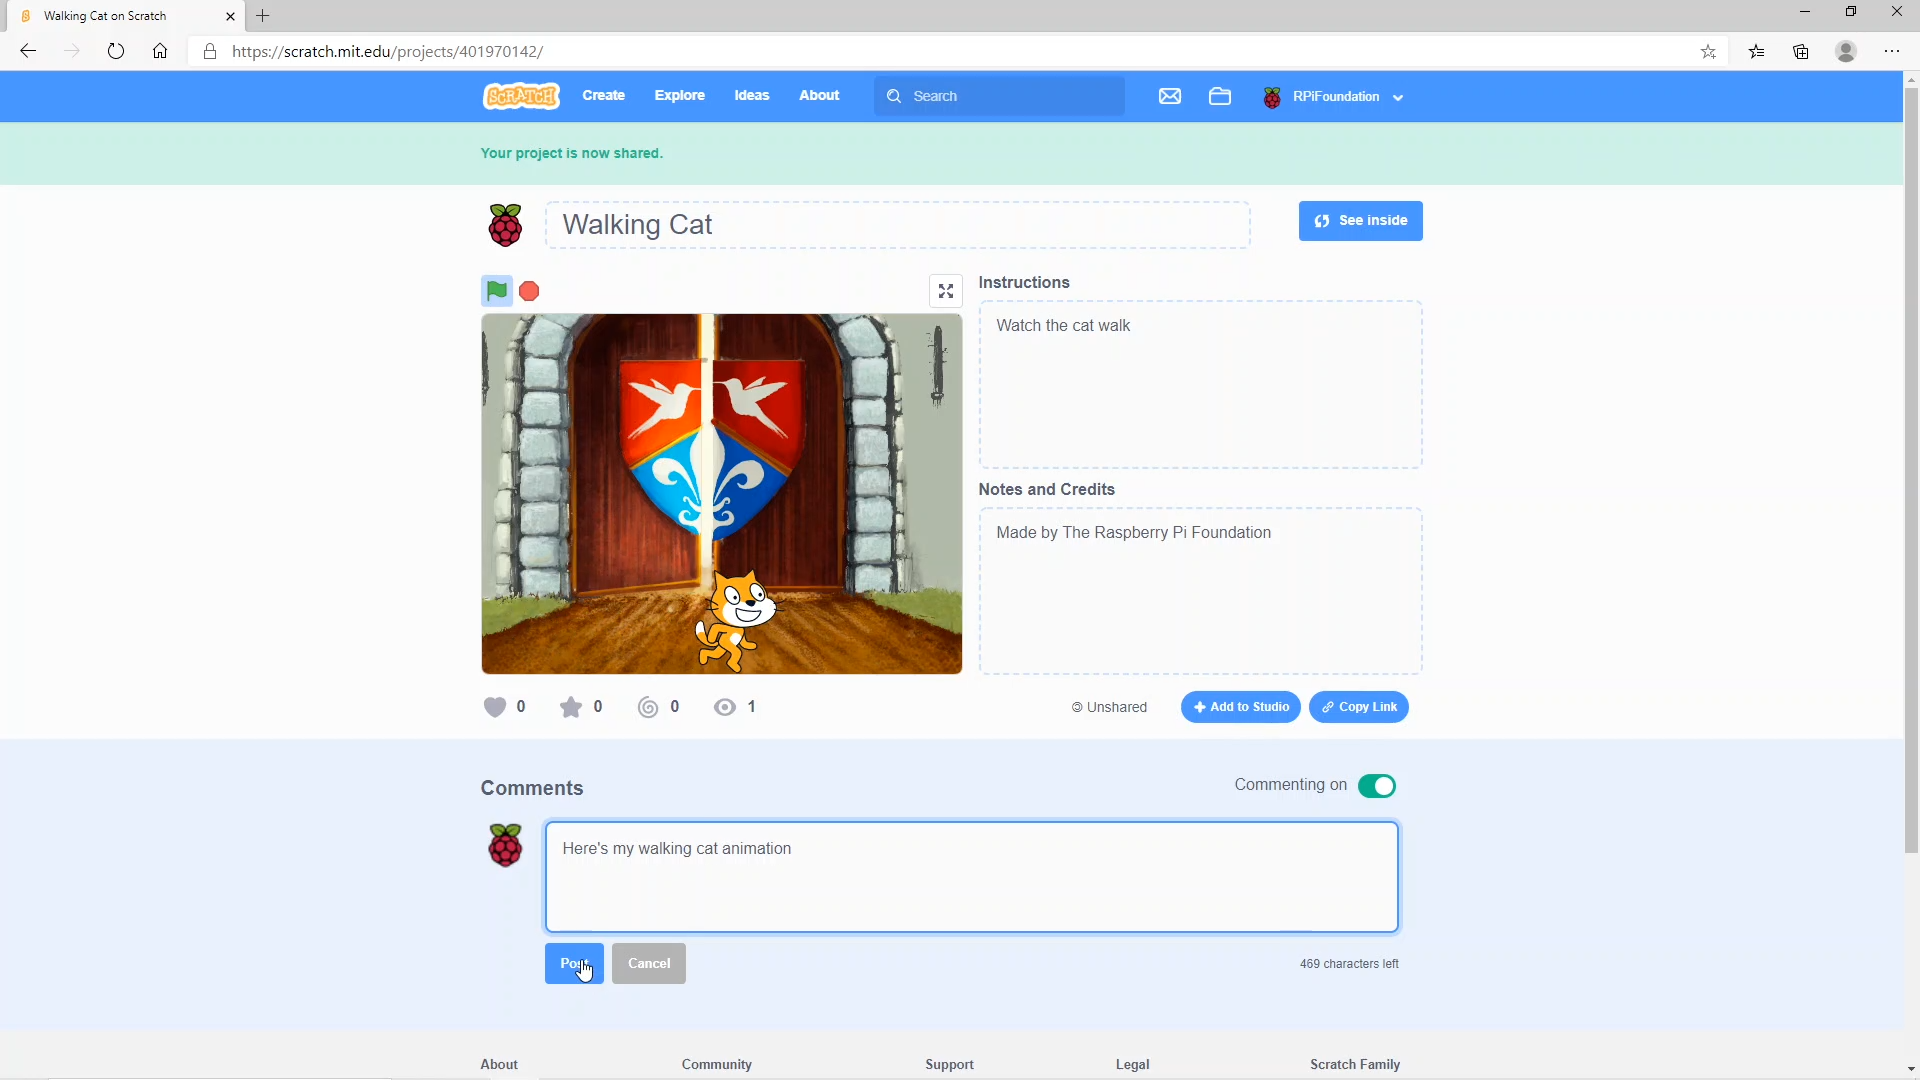 Walking Cat on Scratch
https://scratch.mit.edu/projects/401970142/
SCRATCH Create Explore Ideas About Search RPiFoundation
Your project is now shared.
Walking Cat
See inside
Instructions
Watch the cat walk
Notes and Credits
Made by The Raspberry Pi Foundation
0 0 0 1
Unshared Add to Studio Copy Link
Comments
Commenting on
Here's my walking cat animation
Post Cancel 469 characters left
About Community Support Legal Scratch Family